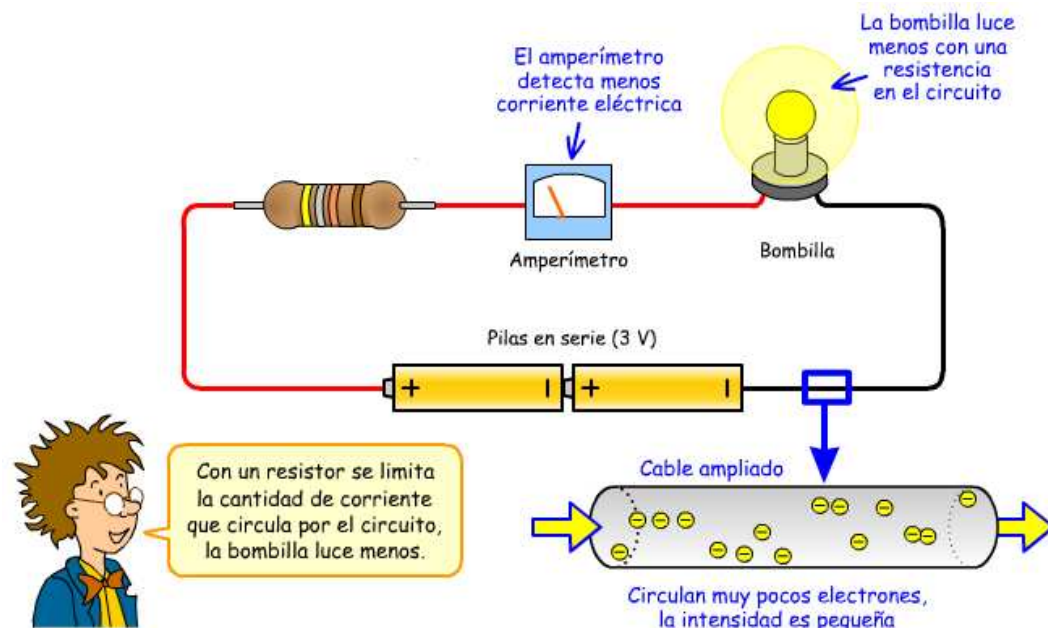 La bombilla luce
menos con una
resistencia
en el circuito
El amperímetro
detecta menos
corriente eléctrica
Amperímetro
Bombilla
Pilas en serie (3 V)
+ - + -
Con un resistor se limita
la cantidad de corriente
que circula por el circuito,
la bombilla luce menos.
Cable ampliado
Circulan muy pocos electrones,
la intensidad es pequeña